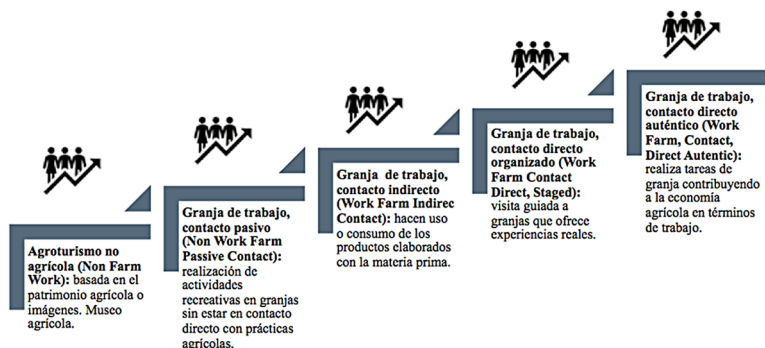 Agroturismo no
agrícola (Non Farm
Work): basada en el
patrimonio agrícola o
imágenes. Museo
agrícola.
Granja de trabajo,
contacto pasivo
(Non Work Farm
Passive Contact):
realización de
actividades
recreativas en granjas
sin estar en contacto
directo con prácticas
agrícolas.
Granja de trabajo,
contacto indirecto
(Work Farm Indirec
Contact): hacen uso
o consumo de los
productos elaborados
con la materia prima.
Granja de trabajo,
contacto directo
organizado (Work
Farm Contact
Direct, Staged):
visita guiada a
granjas que ofrece
experiencias reales.
Granja de trabajo,
contacto directo
auténtico (Work
Farm, Contact,
Direct Autentic):
realiza tareas de
granja contribuyendo
a la economía
agrícola en términos
de trabajo.